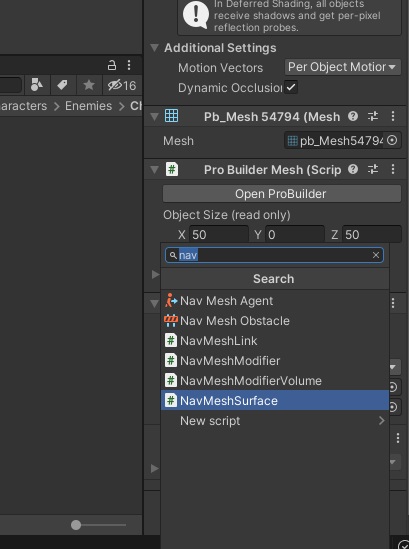 In Deferred Shading, all objects
receive shadows and get per-pixel
reflection probes.
Additional Settings
Motion Vectors Per Object Motion
Dynamic Occlusion
16
aracters > Enemies > Ch
Pb_Mesh 54794 (Mesh
Mesh pb_Mesh54794
Pro Builder Mesh (Scrip
Open ProBuilder
Object Size (read only)
X 50 Y 0 Z 50
nav
Search
Nav Mesh Agent
Nav Mesh Obstacle
NavMeshLink
NavMeshModifier
NavMeshModifierVolume
NavMeshSurface
New script